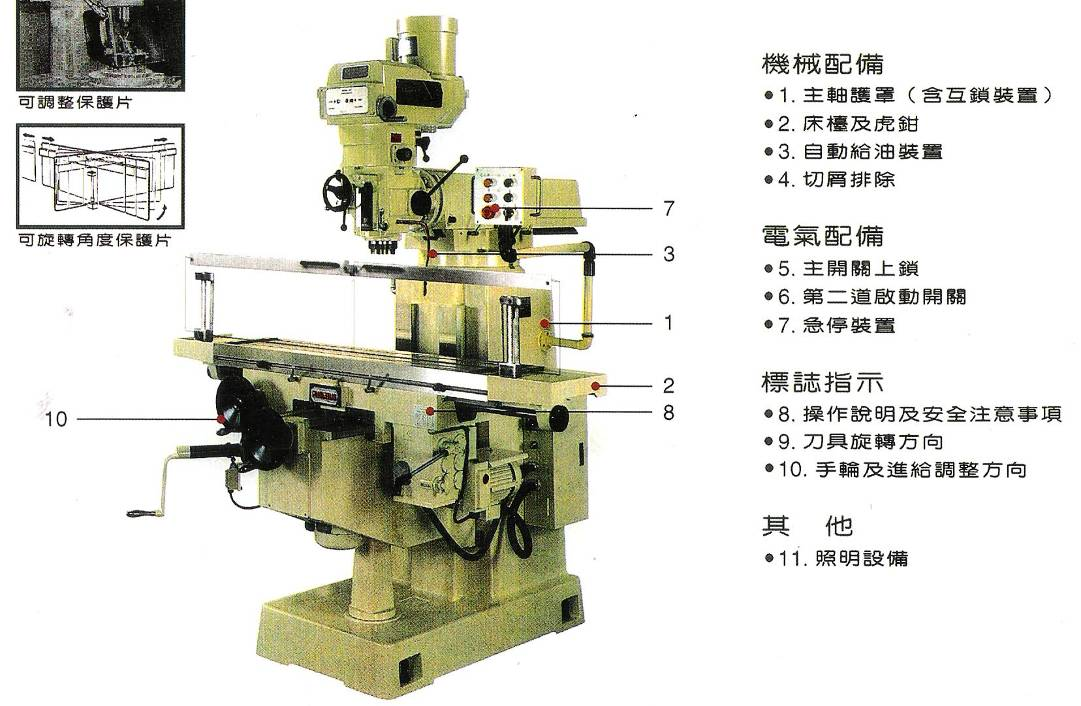 可調整保護片
可旋轉角度保護片
7
3
1
2
8
10
機械配備
•1. 主軸護罩（含互鎖裝置）
•2. 床檯及虎鉗
•3. 自動給油裝置
•4. 切屑排除
電氣配備
•5. 主開關上鎖
•6. 第二道啟動開關
•7. 急停裝置
標誌指示
•8. 操作說明及安全注意事項
•9. 刀具旋轉方向
•10. 手輪及進給調整方向
其 他
•11. 照明設備